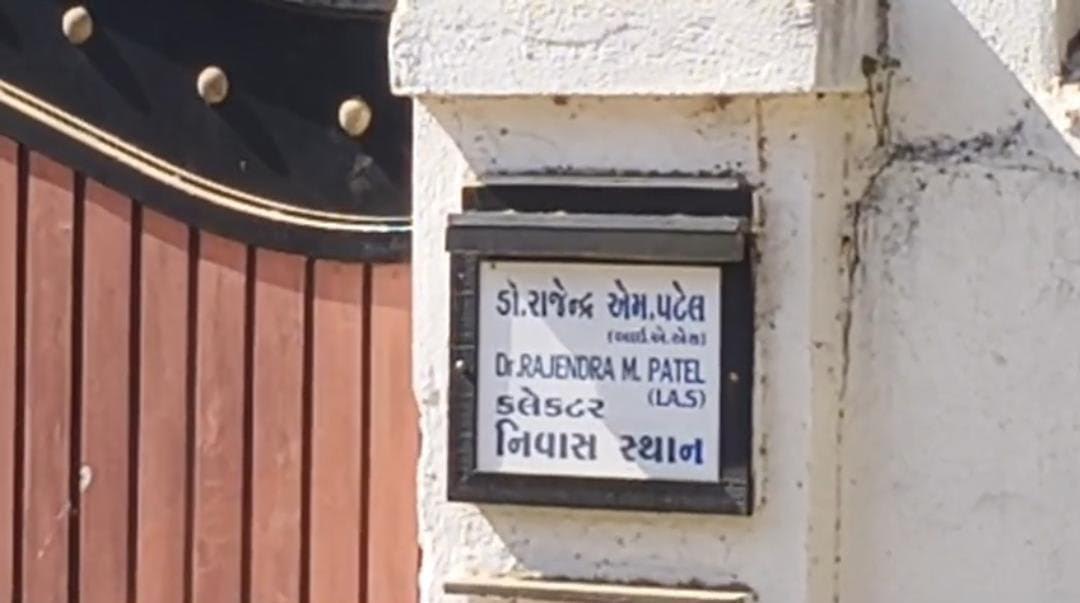 ડૉ.રાજેન્દ્ર એમ.પટેલ
(આઈ.એ.એસ)
Dr.RAJENDRA M. PATEL
(I.A.S)
કલેકટર
નિવાસ સ્થાન